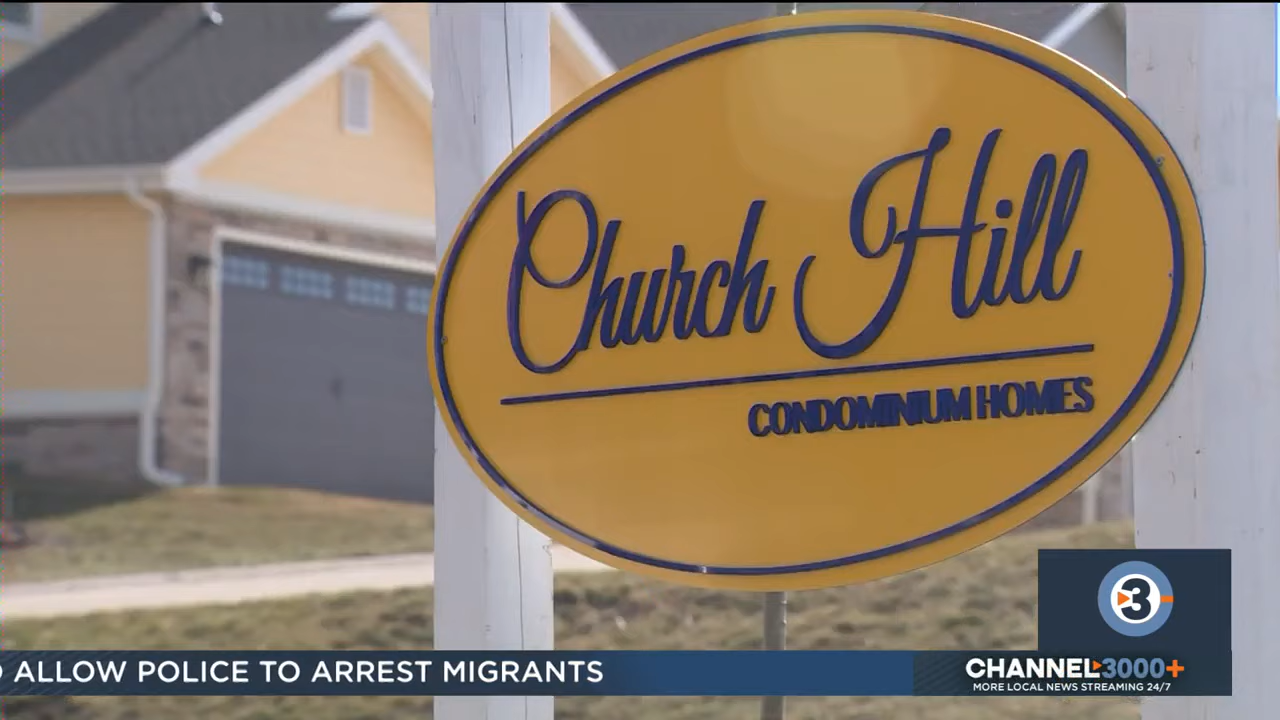 Church Hill
CONDOMINIUM HOMES
3
ALLOW POLICE TO ARREST MIGRANTS
CHANNEL3000+
MORE LOCAL NEWS STREAMING 24/7